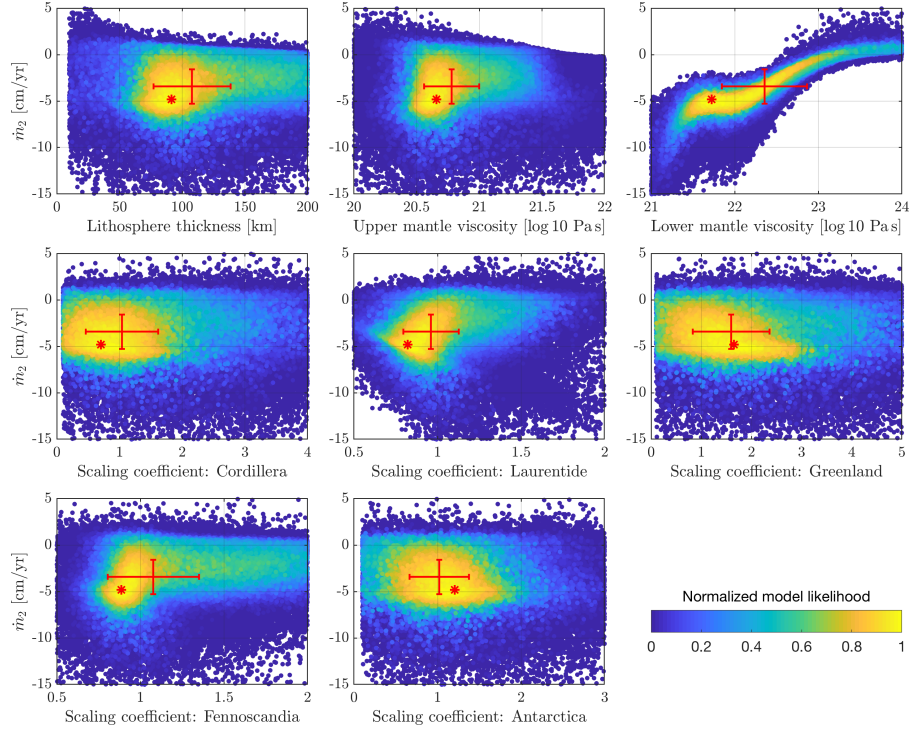 5
0
-5
-10
-15
ṁ₂ [cm/yr]
0 50 100 150 200
Lithosphere thickness [km]
5
0
-5
-10
-15
20 20.5 21 21.5 22
Upper mantle viscosity [log 10 Pa s]
5
0
-5
-10
-15
21 22 23 24
Lower mantle viscosity [log 10 Pa s]
5
0
-5
-10
-15
ṁ₂ [cm/yr]
0 1 2 3 4
Scaling coefficient: Cordillera
5
0
-5
-10
-15
0.5 1 1.5 2
Scaling coefficient: Laurentide
5
0
-5
-10
-15
0 1 2 3 4 5
Scaling coefficient: Greenland
5
0
-5
-10
-15
ṁ₂ [cm/yr]
0.5 1 1.5 2
Scaling coefficient: Fennoscandia
5
0
-5
-10
-15
0 1 2 3
Scaling coefficient: Antarctica
Normalized model likelihood
0 0.2 0.4 0.6 0.8 1